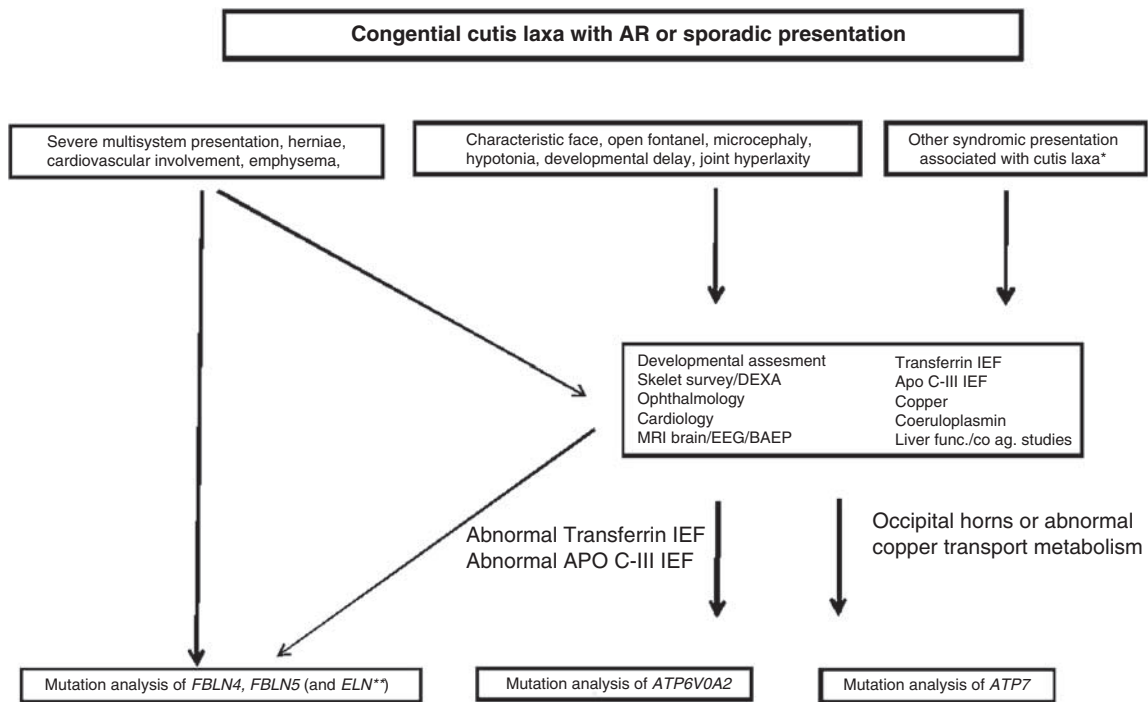 Congential cutis laxa with AR or sporadic presentation
Severe multisystem presentation, herniae,
cardiovascular involvement, emphysema,
Characteristic face, open fontanel, microcephaly,
hypotonia, developmental delay, joint hyperlaxity
Other syndromic presentation
associated with cutis laxa*
Developmental assesment
Skelet survey/DEXA
Ophthalmology
Cardiology
MRI brain/EEG/BAEP
Transferrin IEF
Apo C-III IEF
Copper
Coeruloplasmin
Liver func./co ag. studies
Abnormal Transferrin IEF
Abnormal APO C-III IEF
Occipital horns or abnormal
copper transport metabolism
Mutation analysis of FBLN4, FBLN5 (and ELN**)
Mutation analysis of ATP6V0A2
Mutation analysis of ATP7